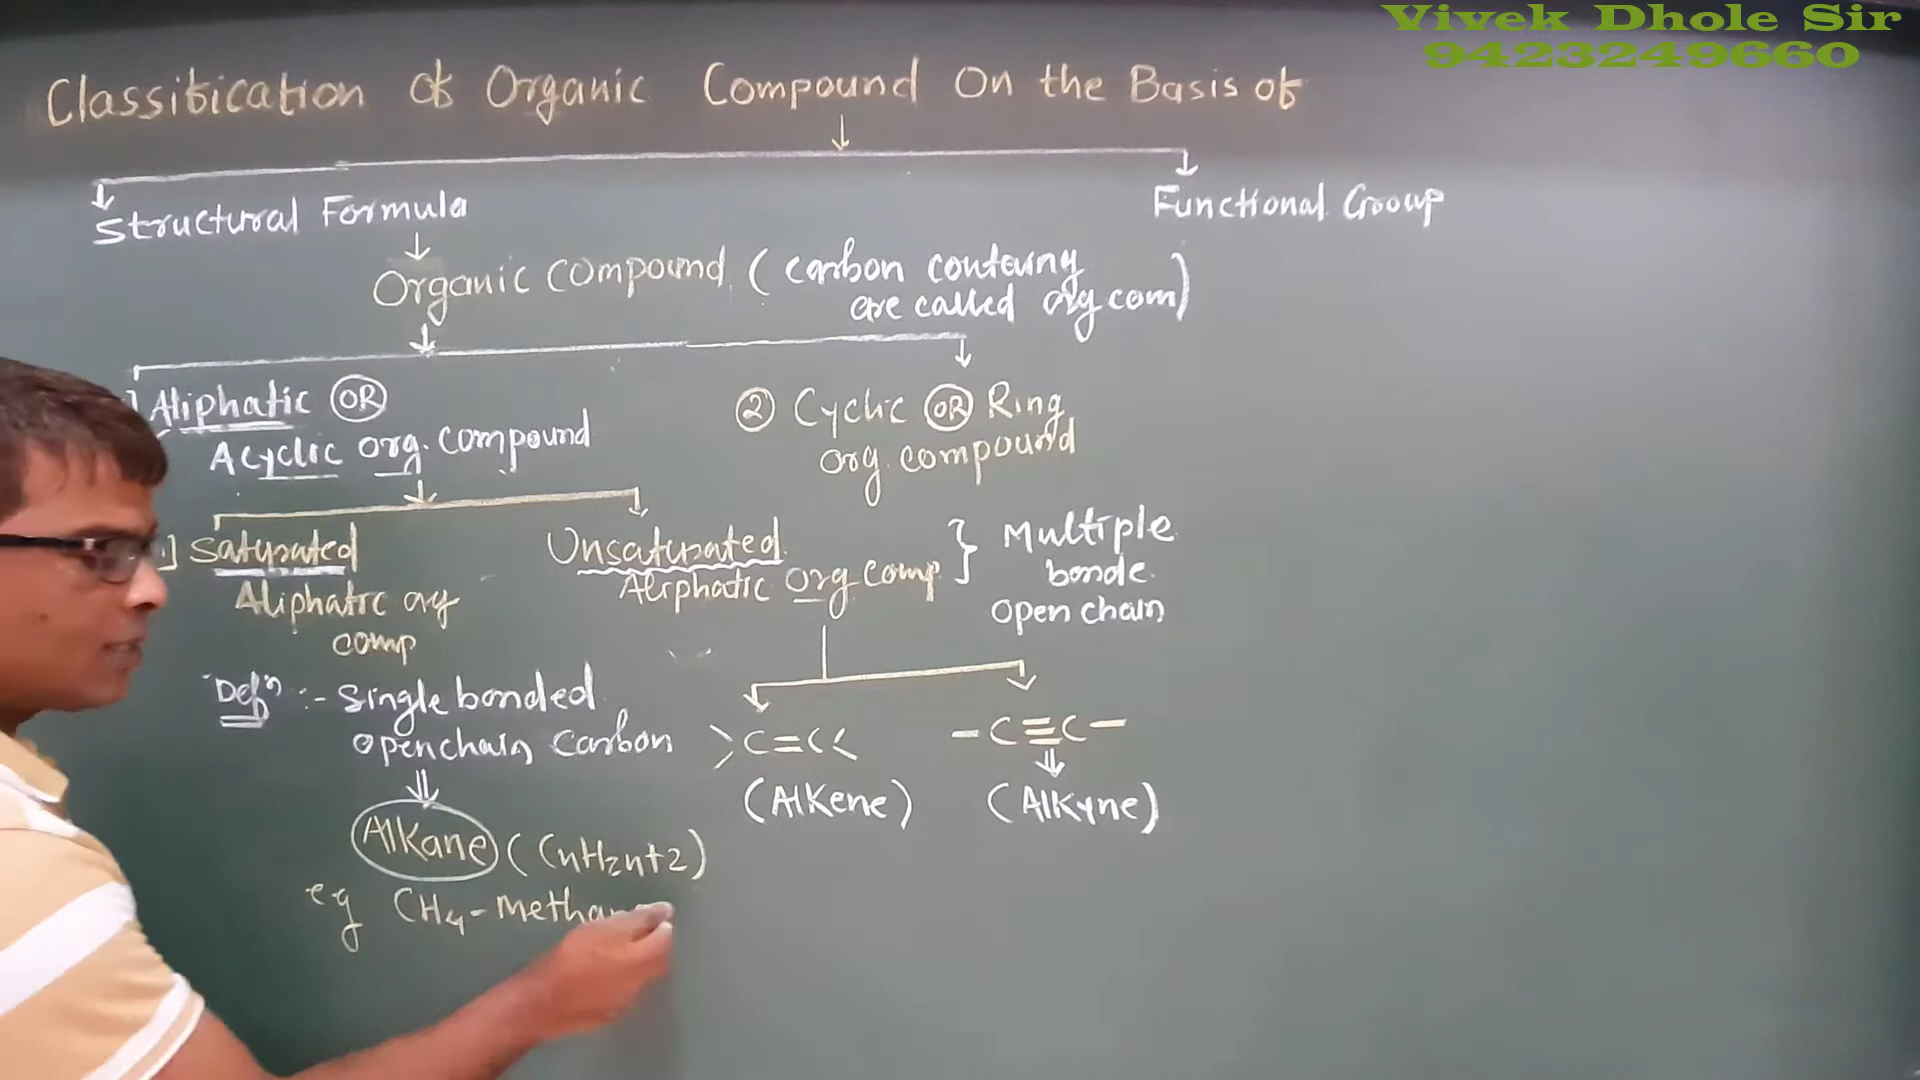 Vivek Dhole Sir
9423249660
Classification of Organic Compound On the Basis of
Structural Formula
Functional Group
Organic compound (carbon containg
are called org com)
Aliphatic OR
Acyclic org. compound
② Cyclic OR Ring
org. compound
] Saturated
Aliphatic org
comp
Unsaturated
Aliphatic org comp } Multiple
bonde
open chain
Defn :- Single bonded
openchain carbon
>C=C<
-C≡C-
(Alkene)
(Alkyne)
Alkane (CnH2n+2)
eg CH4-Methan